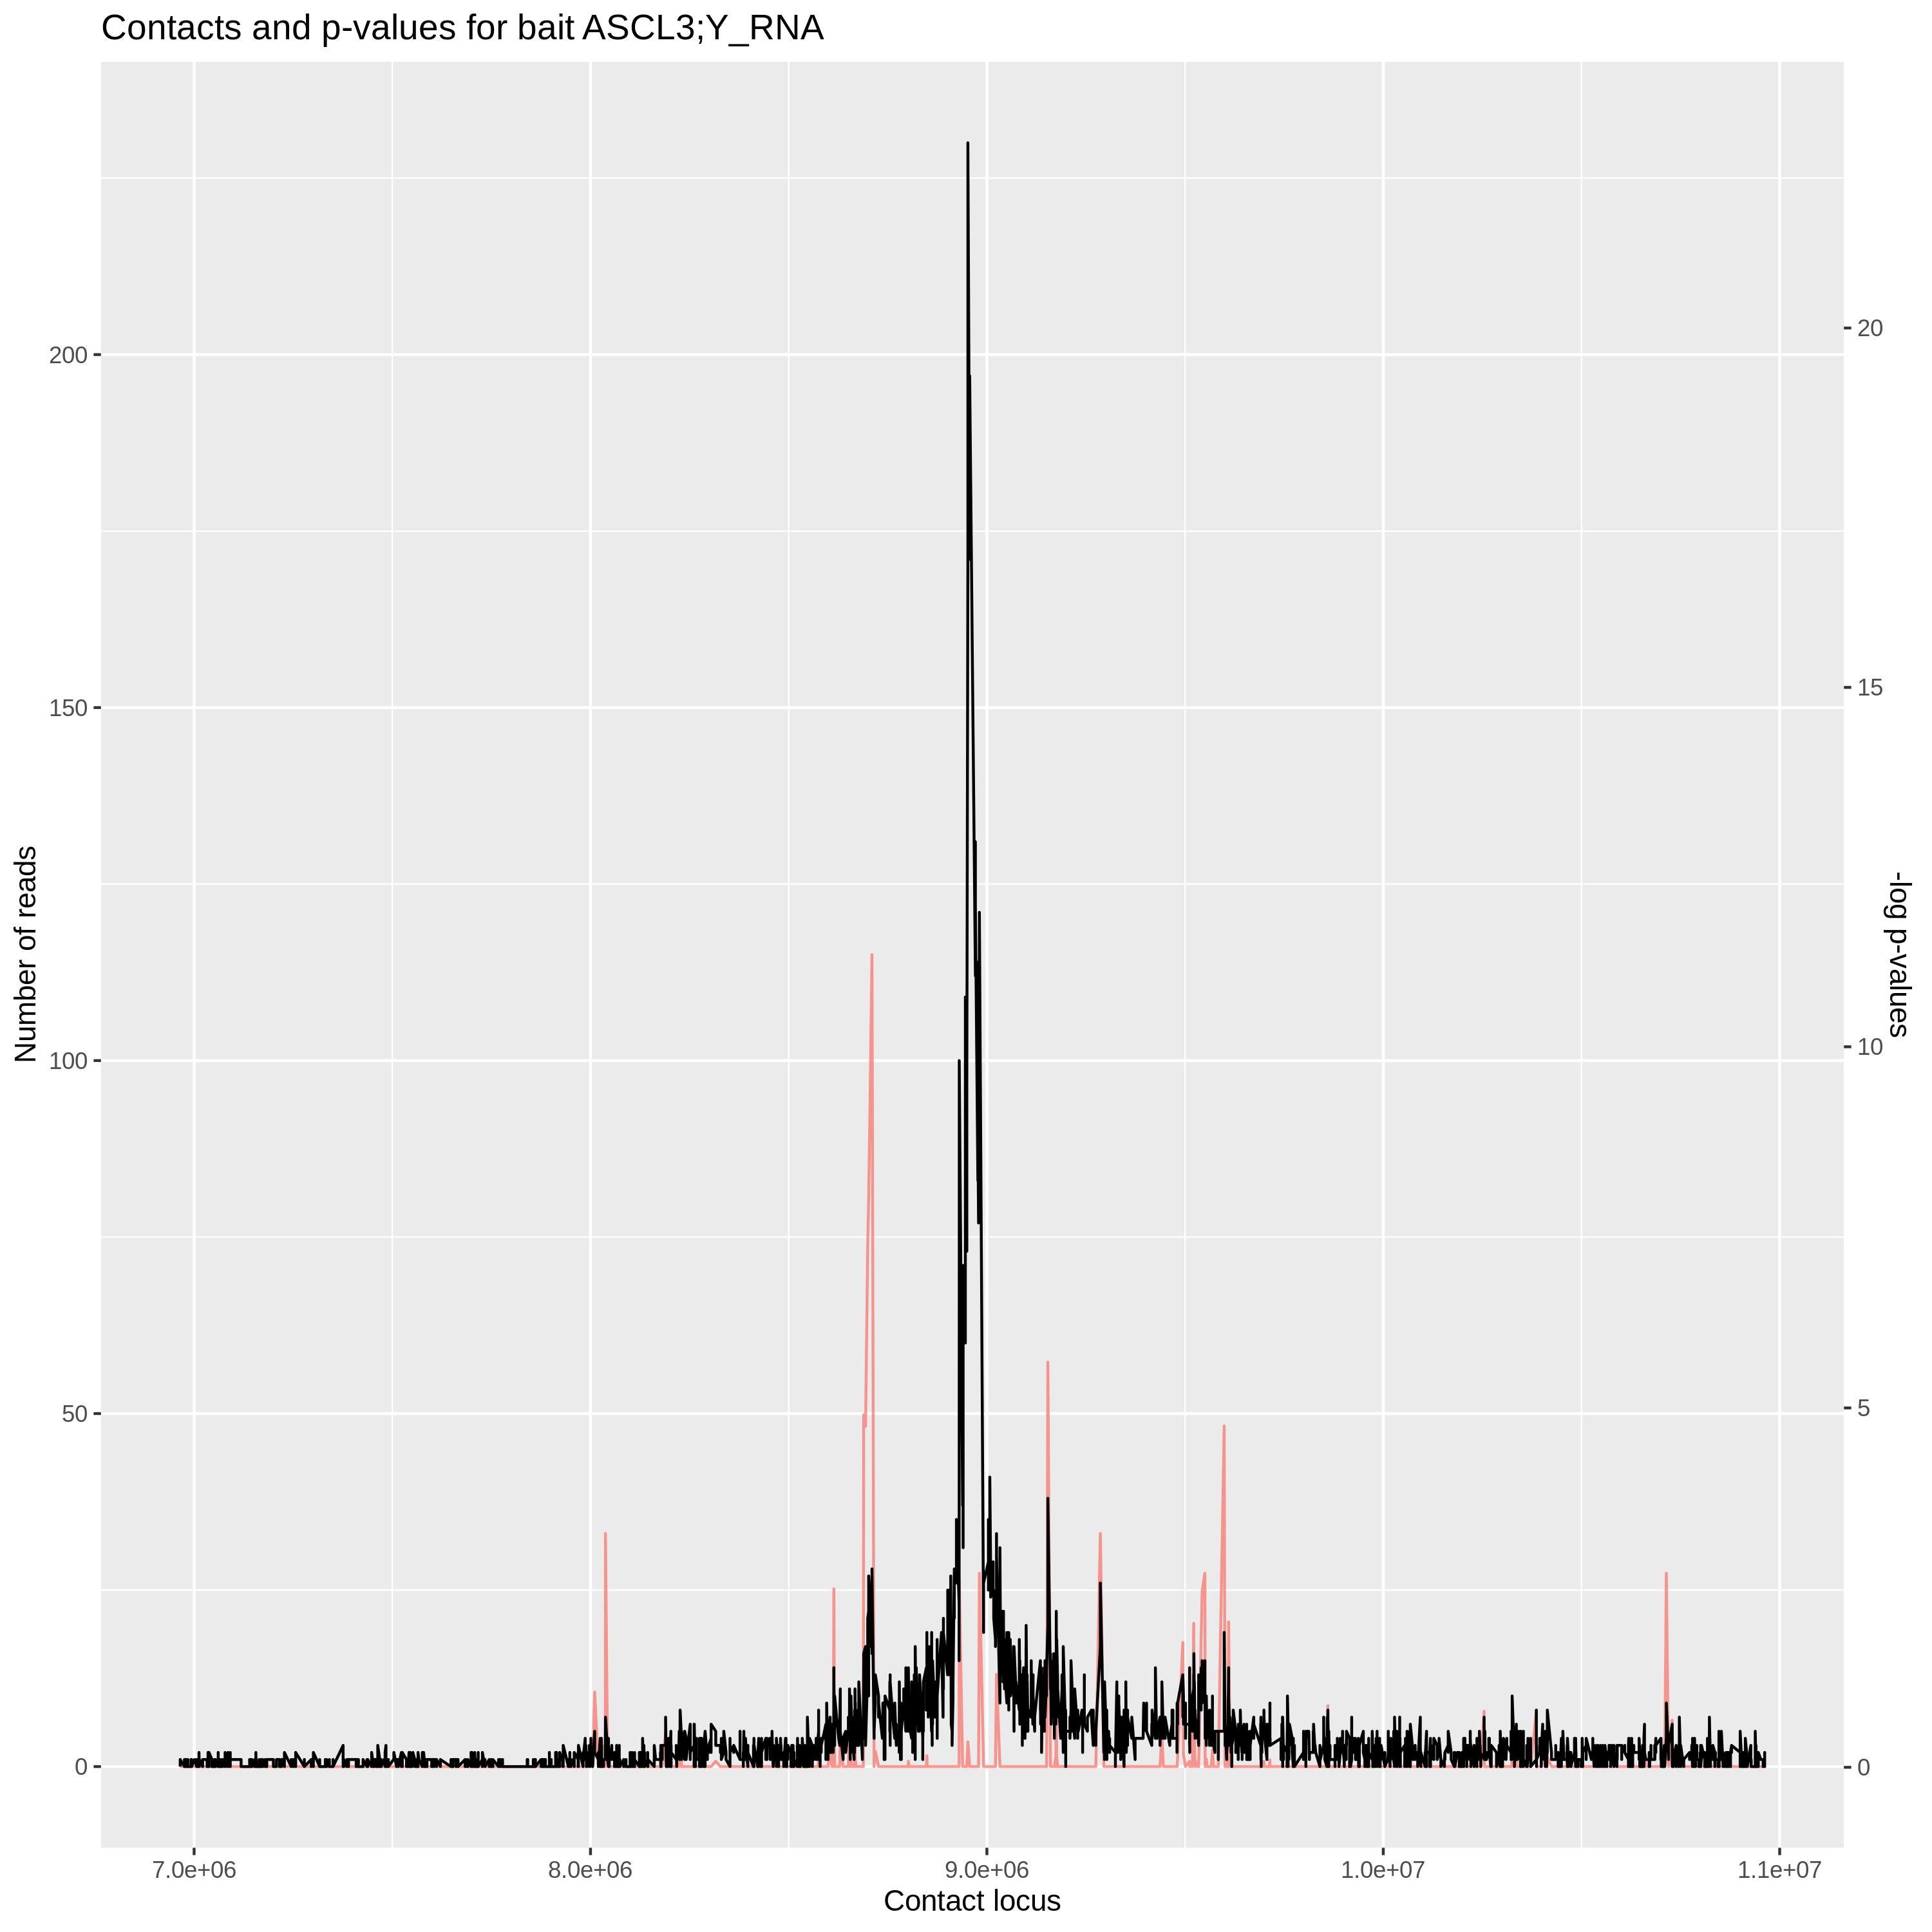 Contacts and p-values for bait ASCL3;Y_RNA
Number of reads
200
150
100
50
0
20
15
10
5
0
-log p-values
7.0e+06 8.0e+06 9.0e+06 1.0e+07 1.1e+07
Contact locus